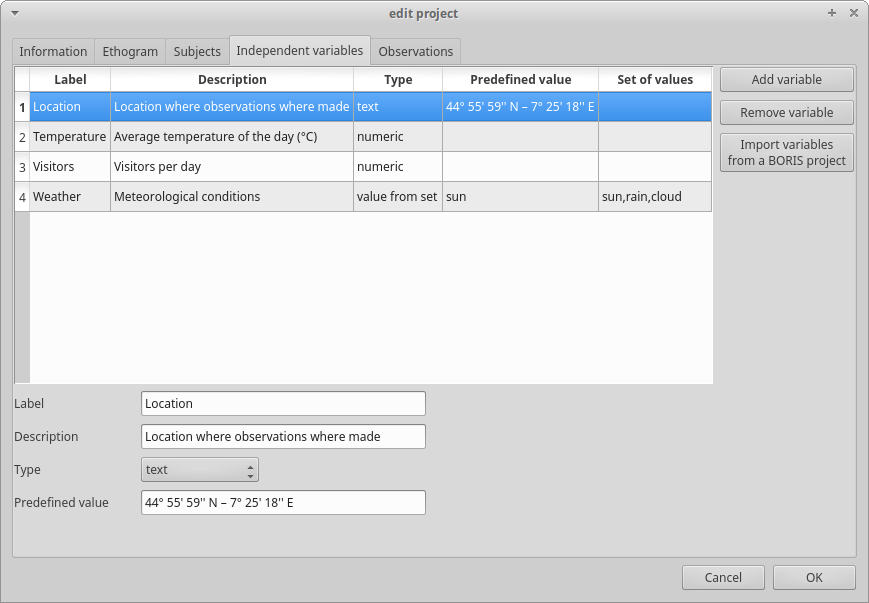 edit project
Information Ethogram Subjects Independent variables Observations
Label Description Type Predefined value Set of values
1 Location Location where observations where made text 44° 55' 59'' N – 7° 25' 18'' E
2 Temperature Average temperature of the day (°C) numeric
3 Visitors Visitors per day numeric
4 Weather Meteorological conditions value from set sun sun,rain,cloud
Add variable
Remove variable
Import variables
from a BORIS project
Label Location
Description Location where observations where made
Type text
Predefined value 44° 55' 59'' N – 7° 25' 18'' E
Cancel OK